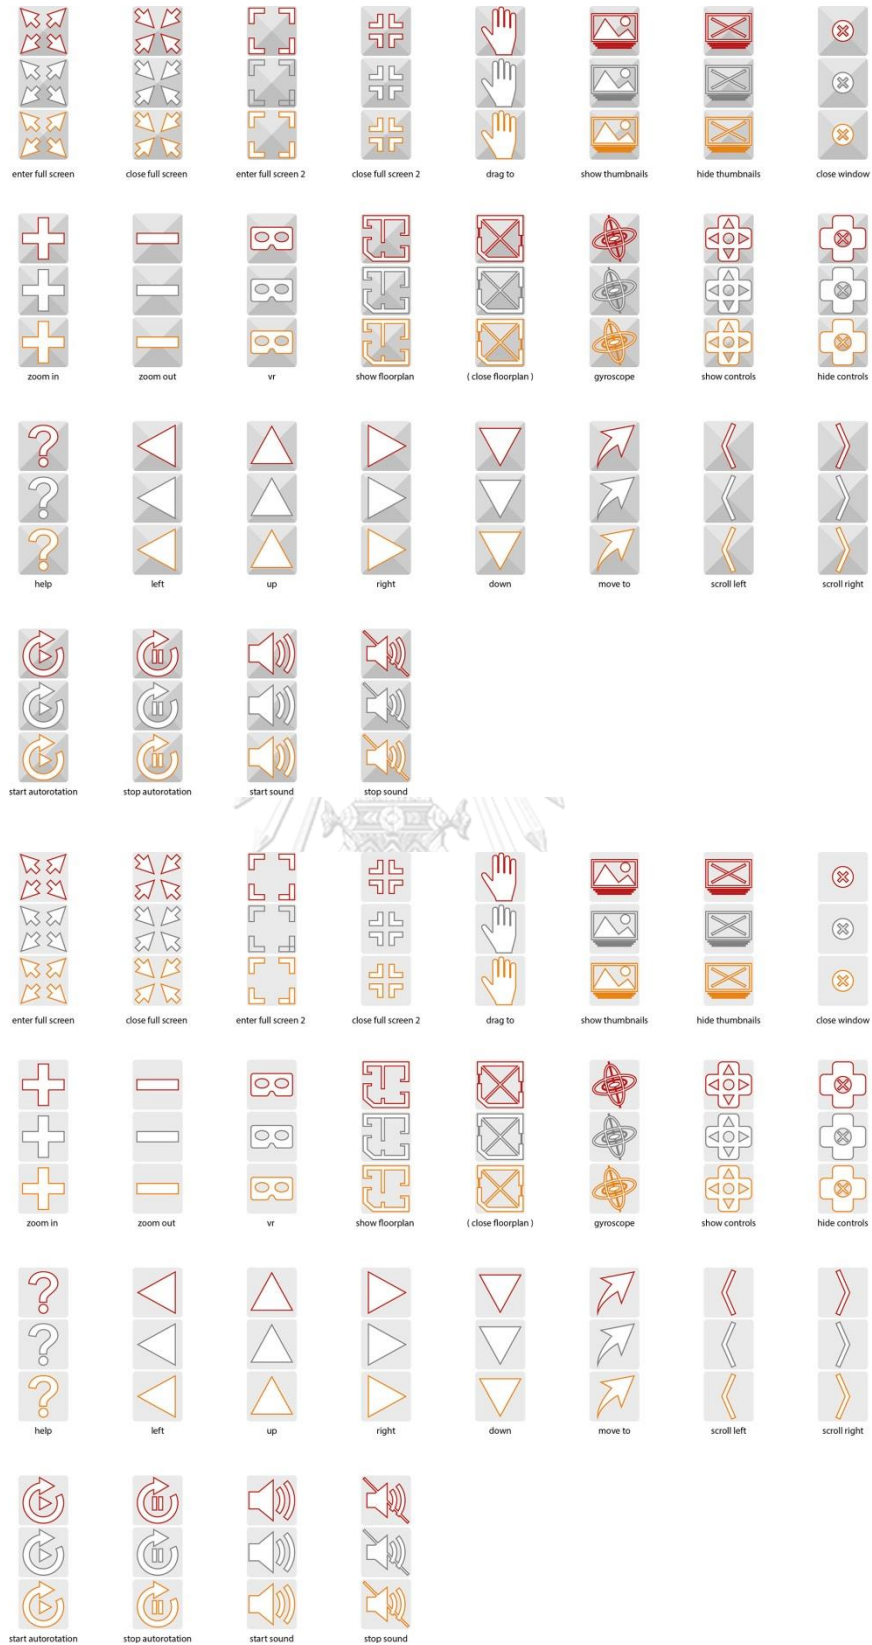 enter full screen close full screen enter full screen 2 close full screen 2 drag to show thumbnails hide thumbnails close window
zoom in zoom out vr show floorplan ( close floorplan ) gyroscope show controls hide controls
help left up right down move to scroll left scroll right
start autorotation stop autorotation start sound stop sound
enter full screen close full screen enter full screen 2 close full screen 2 drag to show thumbnails hide thumbnails close window
zoom in zoom out vr show floorplan ( close floorplan ) gyroscope show controls hide controls
help left up right down move to scroll left scroll right
start autorotation stop autorotation start sound stop sound